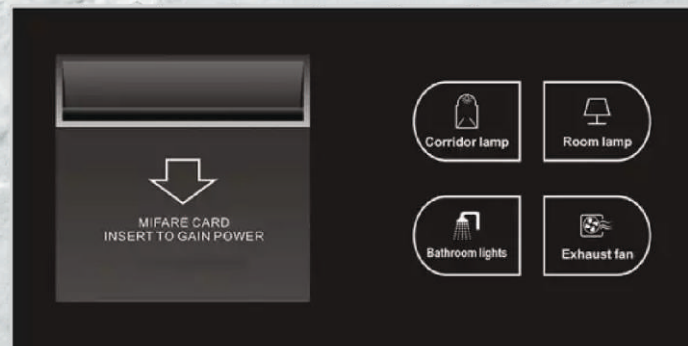 MIFARE CARD
INSERT TO GAIN POWER
Corridor lamp
Room lamp
Bathroom lights
Exhaust fan